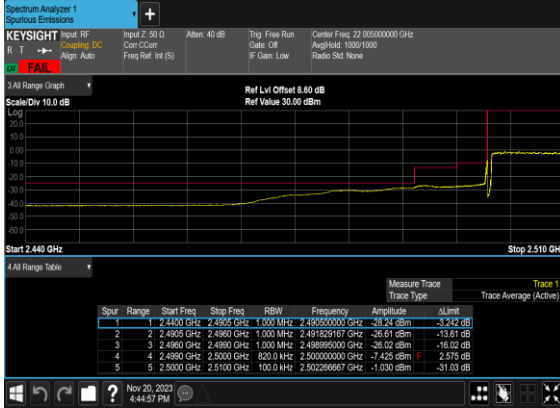 Spectrum Analyzer 1
Spurious Emissions
KEYSIGHT
R T
LXI
FAIL
Input: RF
Coupling: DC
Align: Auto
Input Z: 50 Ω
Corr CCorr
Freq Ref: Int (S)
Atten: 40 dB
Trig: Free Run
Gate: Off
IF Gain: Low
Center Freq: 22.005000000 GHz
Avg|Hold: 1000/1000
Radio Std: None
3 All Range Graph
Scale/Div 10.0 dB
Ref Lvl Offset 8.60 dB
Ref Value 30.00 dBm
Log
20.0
10.0
0.00
-10.0
-20.0
-30.0
-40.0
-50.0
-60.0
Start 2.440 GHz
Stop 2.510 GH
4 All Range Table
Measure Trace Trace 1
Trace Type Trace Average (Active)
Spur Range Start Freq Stop Freq RBW Frequency Amplitude ΔLimit
1 1 2.4400 GHz 2.4905 GHz 1.000 MHz 2.490500000 GHz -28.24 dBm -3.242 dB
2 2 2.4905 GHz 2.4960 GHz 1.000 MHz 2.491829167 GHz -26.61 dBm -13.61 dB
3 3 2.4960 GHz 2.4990 GHz 1.000 MHz 2.498995000 GHz -26.02 dBm -16.02 dB
4 4 2.4990 GHz 2.5000 GHz 820.0 kHz 2.500000000 GHz -7.425 dBm F 2.575 dB
5 5 2.5000 GHz 2.5100 GHz 100.0 kHz 2.502266667 GHz -1.030 dBm -31.03 dB
?
Nov 20, 2023
4:44:57 PM